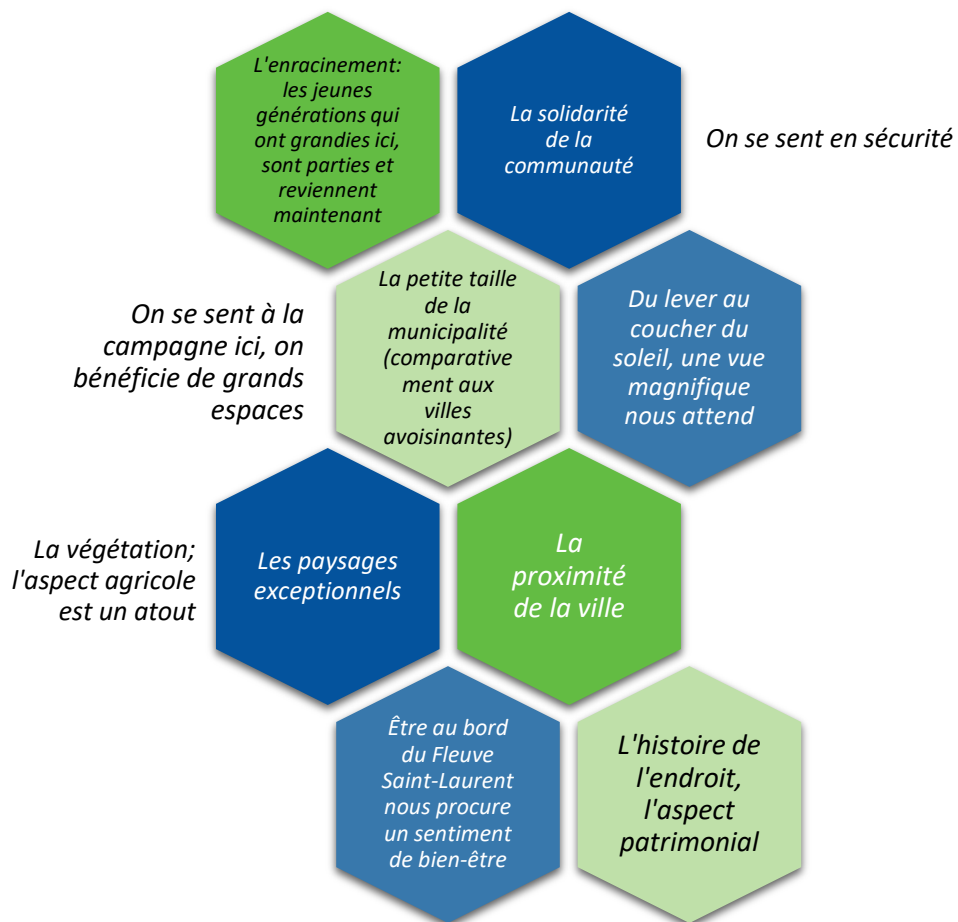 L'enracinement:
les jeunes
générations qui
ont grandies ici,
sont parties et
reviennent
maintenant
La solidarité
de la
communauté
On se sent en sécurité
On se sent à la
campagne ici, on
bénéficie de grands
espaces
La petite taille
de la
municipalité
(comparative
ment aux
villes
avoisinantes)
Du lever au
coucher du
soleil, une vue
magnifique
nous attend
La végétation;
l'aspect agricole
est un atout
Les paysages
exceptionnels
La
proximité
de la ville
Être au bord
du Fleuve
Saint-Laurent
nous procure
un sentiment
de bien-être
L'histoire de
l'endroit,
l'aspect
patrimonial